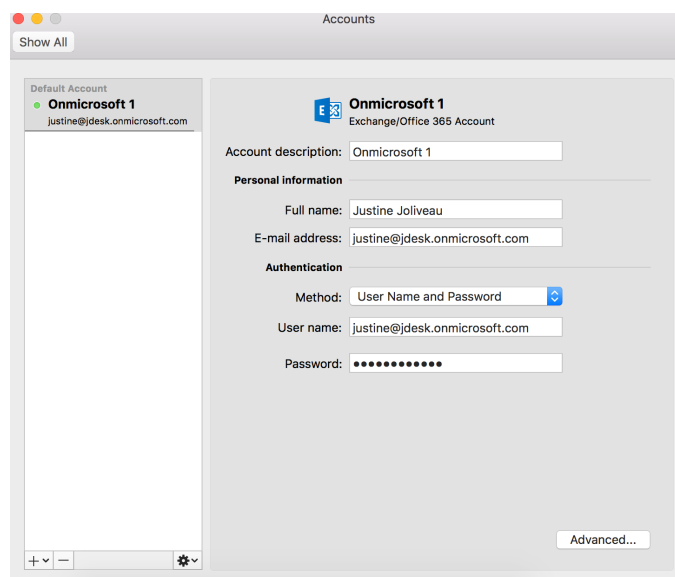 Accounts
Show All
Default Account
Onmicrosoft 1
justine@jdesk.onmicrosoft.com
Onmicrosoft 1
Exchange/Office 365 Account
Account description: Onmicrosoft 1
Personal information
Full name: Justine Joliveau
E-mail address: justine@jdesk.onmicrosoft.com
Authentication
Method: User Name and Password
User name: justine@jdesk.onmicrosoft.com
Password: ●●●●●●●●●●●●
Advanced...